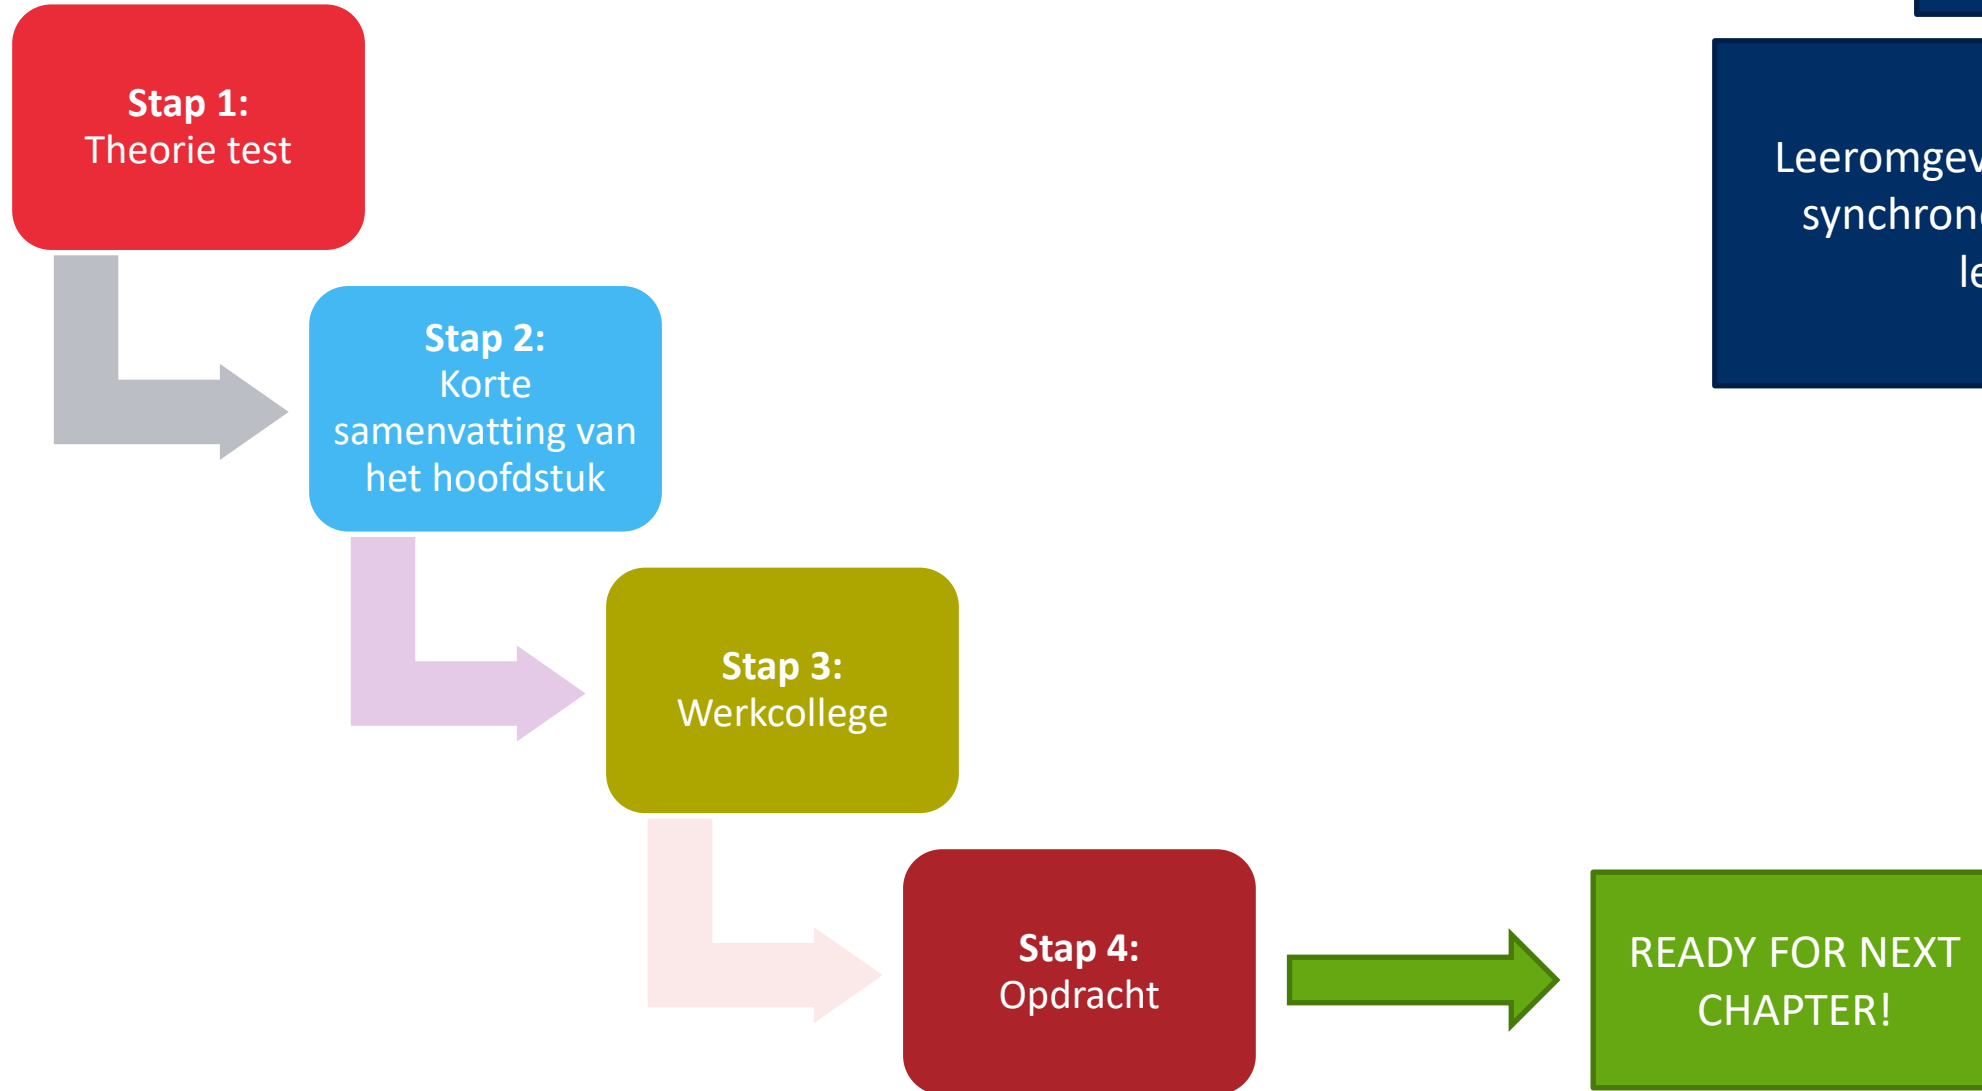 Stap 1:
Theorie test
Stap 2:
Korte
samenvatting van
het hoofdstuk
Stap 3:
Werkcollege
Stap 4:
Opdracht
READY FOR NEXT
CHAPTER!